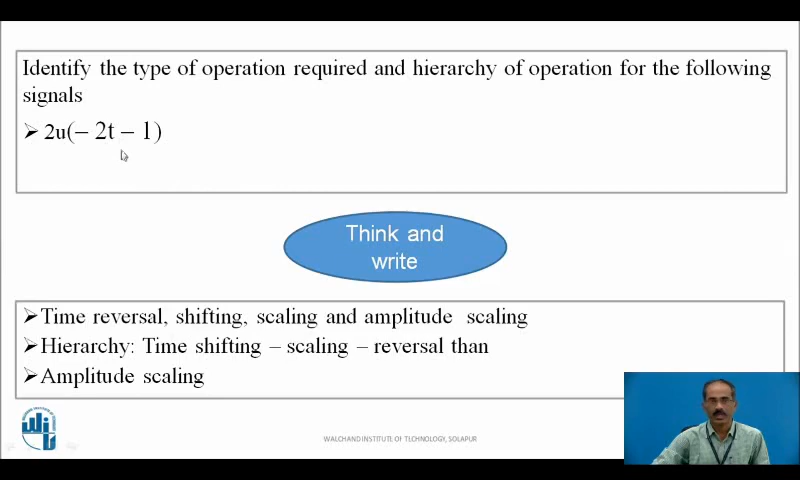 Identify the type of operation required and hierarchy of operation for the following
signals
➢ 2u(– 2t – 1)
Think and
write
➢Time reversal, shifting, scaling and amplitude scaling
➢Hierarchy: Time shifting – scaling – reversal than
➢Amplitude scaling
WALCHAND INSTITUTE OF TECHNOLOGY, SOLAPUR